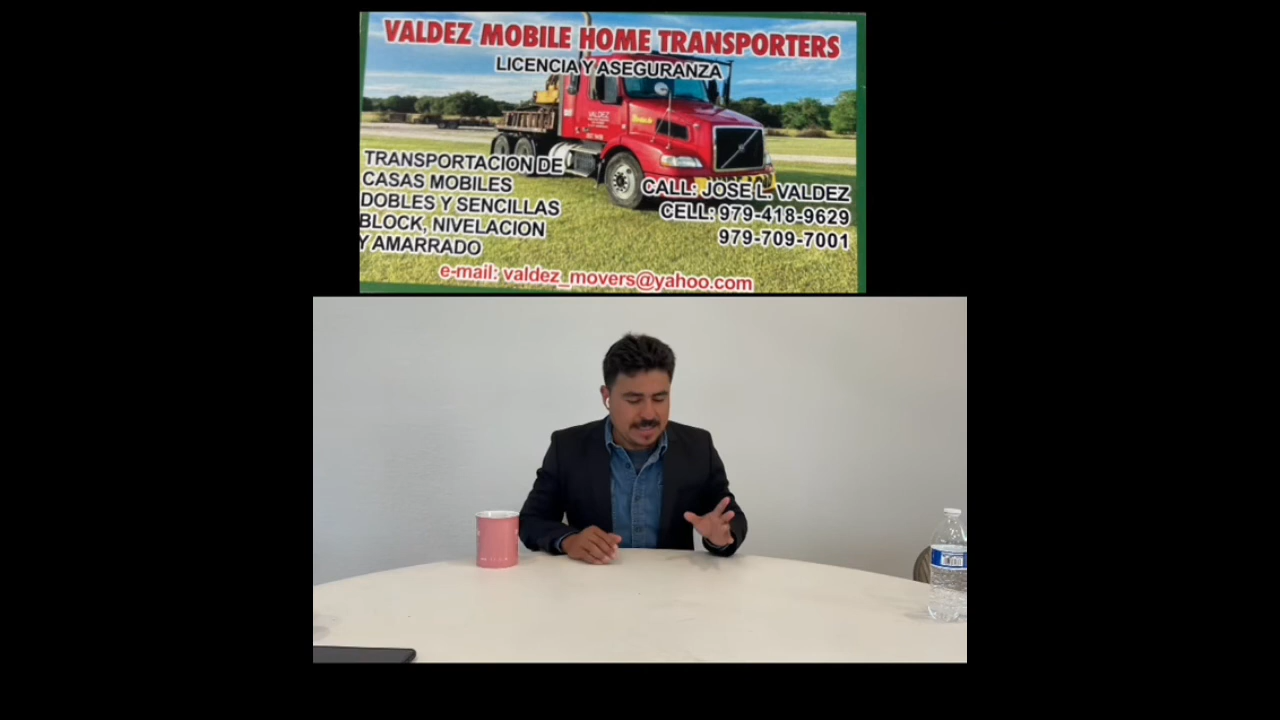 VALDEZ MOBILE HOME TRANSPORTERS
LICENCIA Y ASEGURANZA
TRANSPORTACION DE
CASAS MOBILES
DOBLES Y SENCILLAS
BLOCK, NIVELACION
Y AMARRADO
CALL: JOSE L. VALDEZ
CELL: 979-418-9629
979-709-7001
e-mail: valdez_movers@yahoo.com
VALDEZ